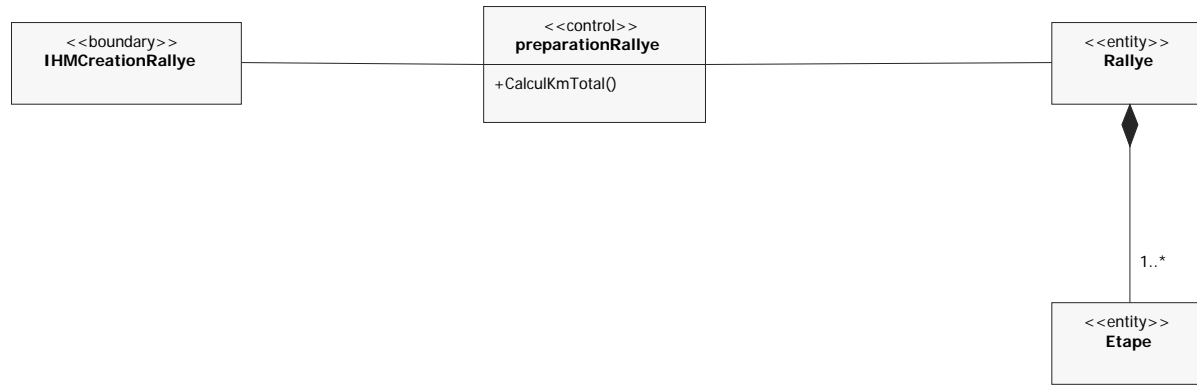 <<boundary>>
IHMCreationRallye
<<control>>
preparationRallye
+CalculKmTotal()
<<entity>>
Rallye
1..*
<<entity>>
Etape